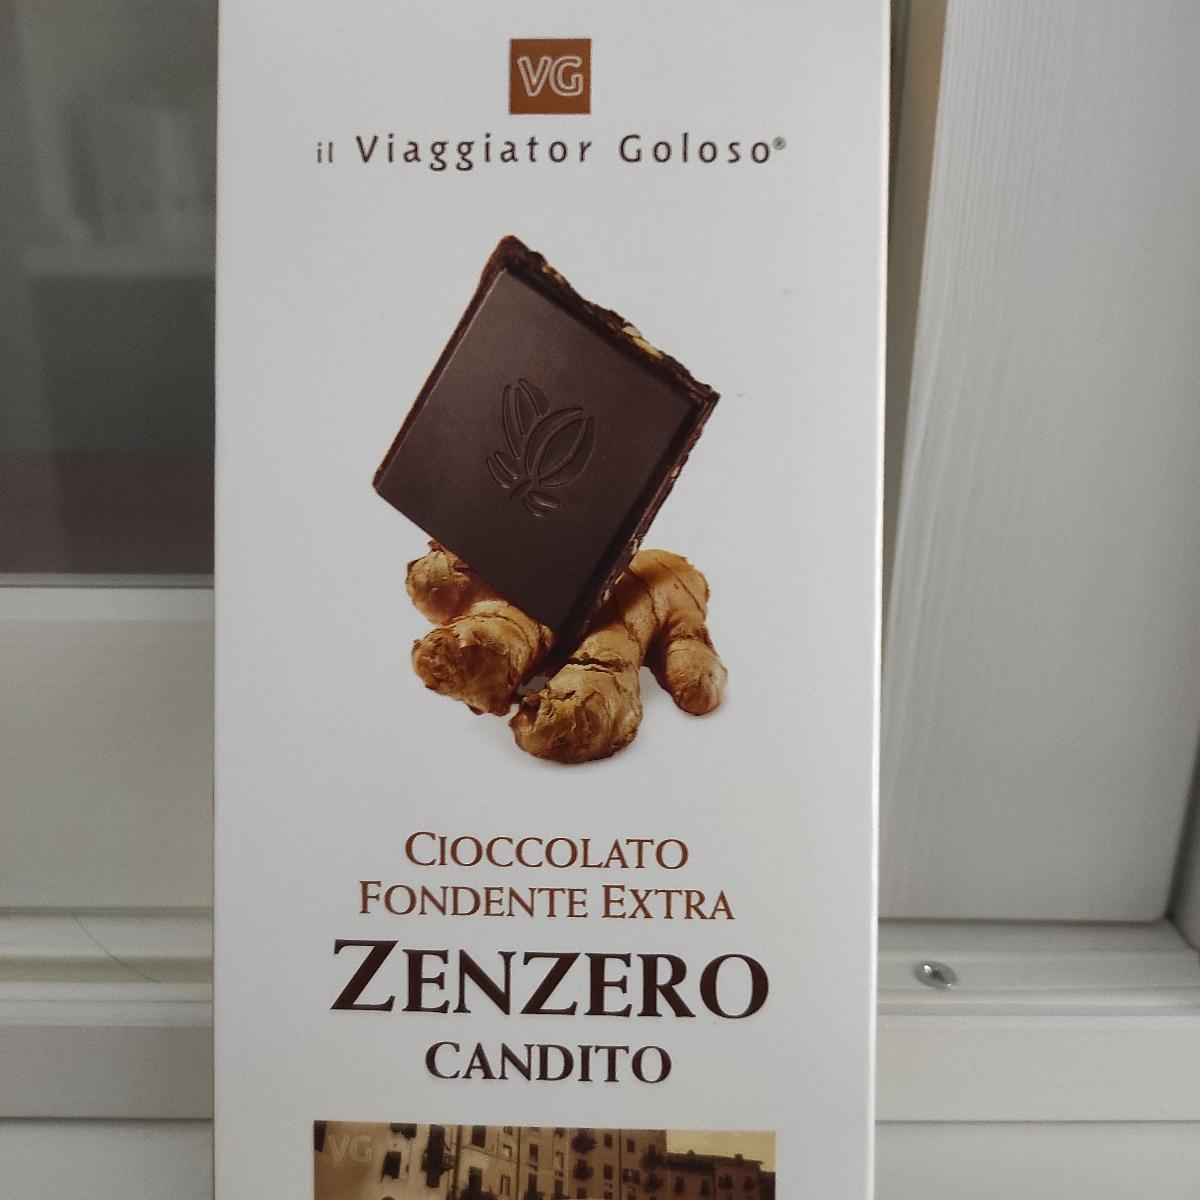 VG
il Viaggiator Goloso®
CIOCCOLATO
FONDENTE EXTRA
ZENZERO
CANDITO
VG